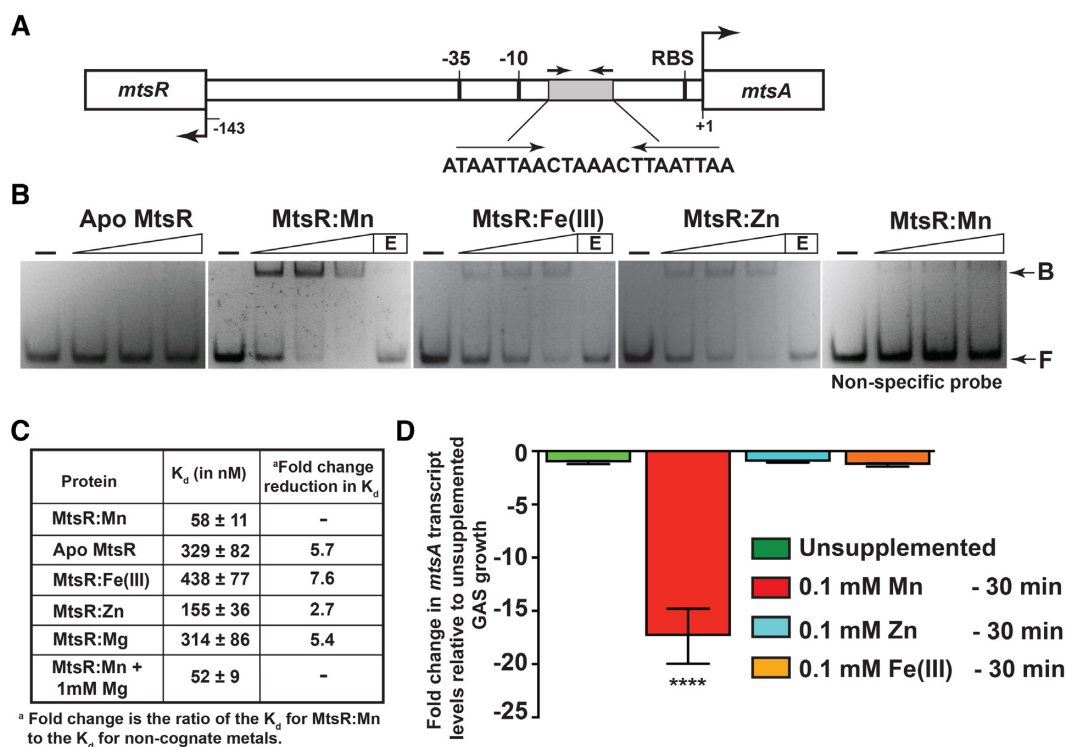 A
-35
-10
RBS
mtsR
mtsA
-143
+1
ATAATTAACTAAACTTAATTAA
B
Apo MtsR
MtsR:Mn
MtsR:Fe(III)
MtsR:Zn
MtsR:Mn
E
E
E
B
F
Non-specific probe
C
Protein
Kd (in nM)
aFold change
reduction in Kd
MtsR:Mn
58 ± 11
-
Apo MtsR
329 ± 82
5.7
MtsR:Fe(III)
438 ± 77
7.6
MtsR:Zn
155 ± 36
2.7
MtsR:Mg
314 ± 86
5.4
MtsR:Mn +
1mM Mg
52 ± 9
-
a Fold change is the ratio of the Kd for MtsR:Mn
to the Kd for non-cognate metals.
D
Fold change in mtsA transcript
levels relative to unsupplemented
GAS growth
0
-5
-10
-15
-20
-25
****
Unsupplemented
0.1 mM Mn - 30 min
0.1 mM Zn - 30 min
0.1 mM Fe(III) - 30 min